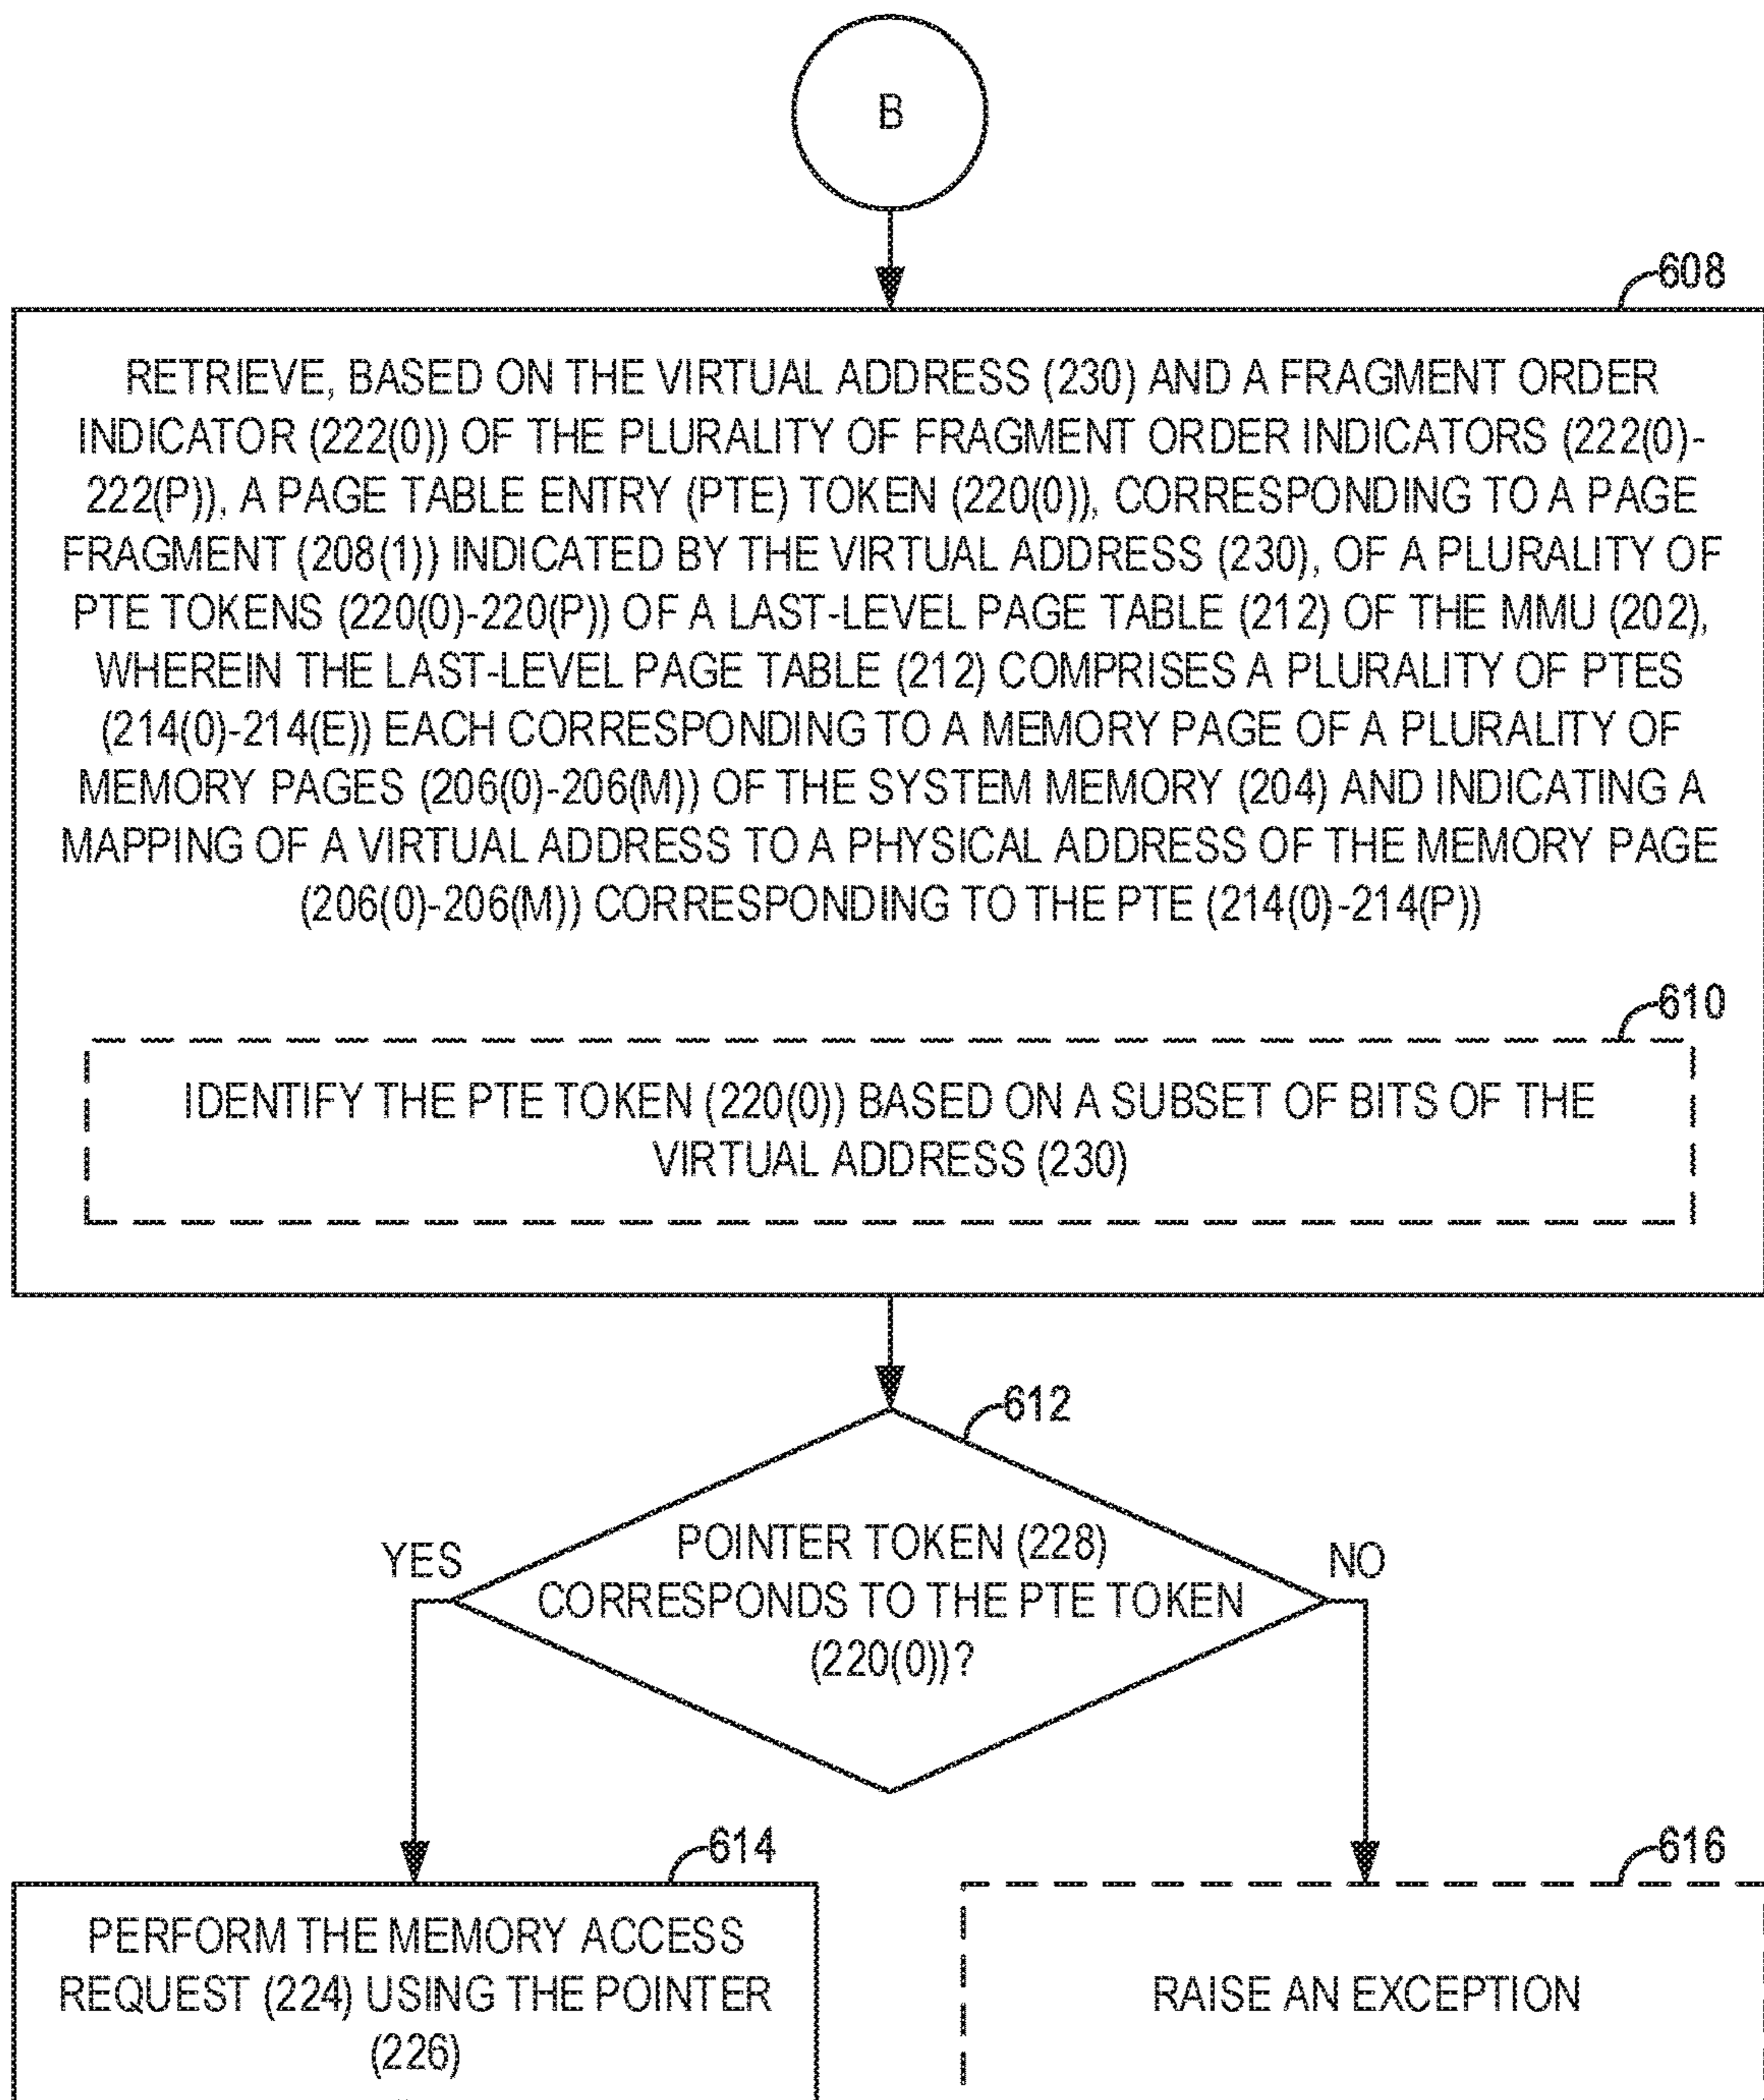 B
608
RETRIEVE, BASED ON THE VIRTUAL ADDRESS (230) AND A FRAGMENT ORDER
INDICATOR (222(0)) OF THE PLURALITY OF FRAGMENT ORDER INDICATORS (222(0)-
222(P)), A PAGE TABLE ENTRY (PTE) TOKEN (220(0)), CORRESPONDING TO A PAGE
FRAGMENT (208(1)) INDICATED BY THE VIRTUAL ADDRESS (230), OF A PLURALITY OF
PTE TOKENS (220(0)-220(P)) OF A LAST-LEVEL PAGE TABLE (212) OF THE MMU (202),
WHEREIN THE LAST-LEVEL PAGE TABLE (212) COMPRISES A PLURALITY OF PTES
(214(0)-214(E)) EACH CORRESPONDING TO A MEMORY PAGE OF A PLURALITY OF
MEMORY PAGES (206(0)-206(M)) OF THE SYSTEM MEMORY (204) AND INDICATING A
MAPPING OF A VIRTUAL ADDRESS TO A PHYSICAL ADDRESS OF THE MEMORY PAGE
(206(0)-206(M)) CORRESPONDING TO THE PTE (214(0)-214(P))
610
IDENTIFY THE PTE TOKEN (220(0)) BASED ON A SUBSET OF BITS OF THE
VIRTUAL ADDRESS (230)
612
POINTER TOKEN (228)
CORRESPONDS TO THE PTE TOKEN
(220(0))?
YES
NO
614
PERFORM THE MEMORY ACCESS
REQUEST (224) USING THE POINTER
(226)
616
RAISE AN EXCEPTION